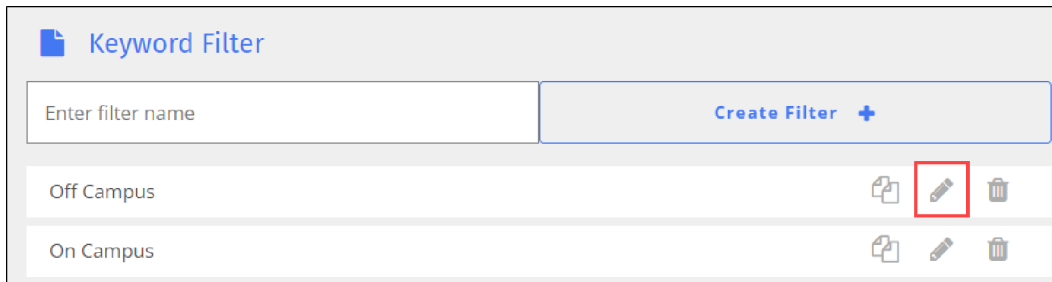 Keyword Filter
Enter filter name
Create Filter
Off Campus
On Campus